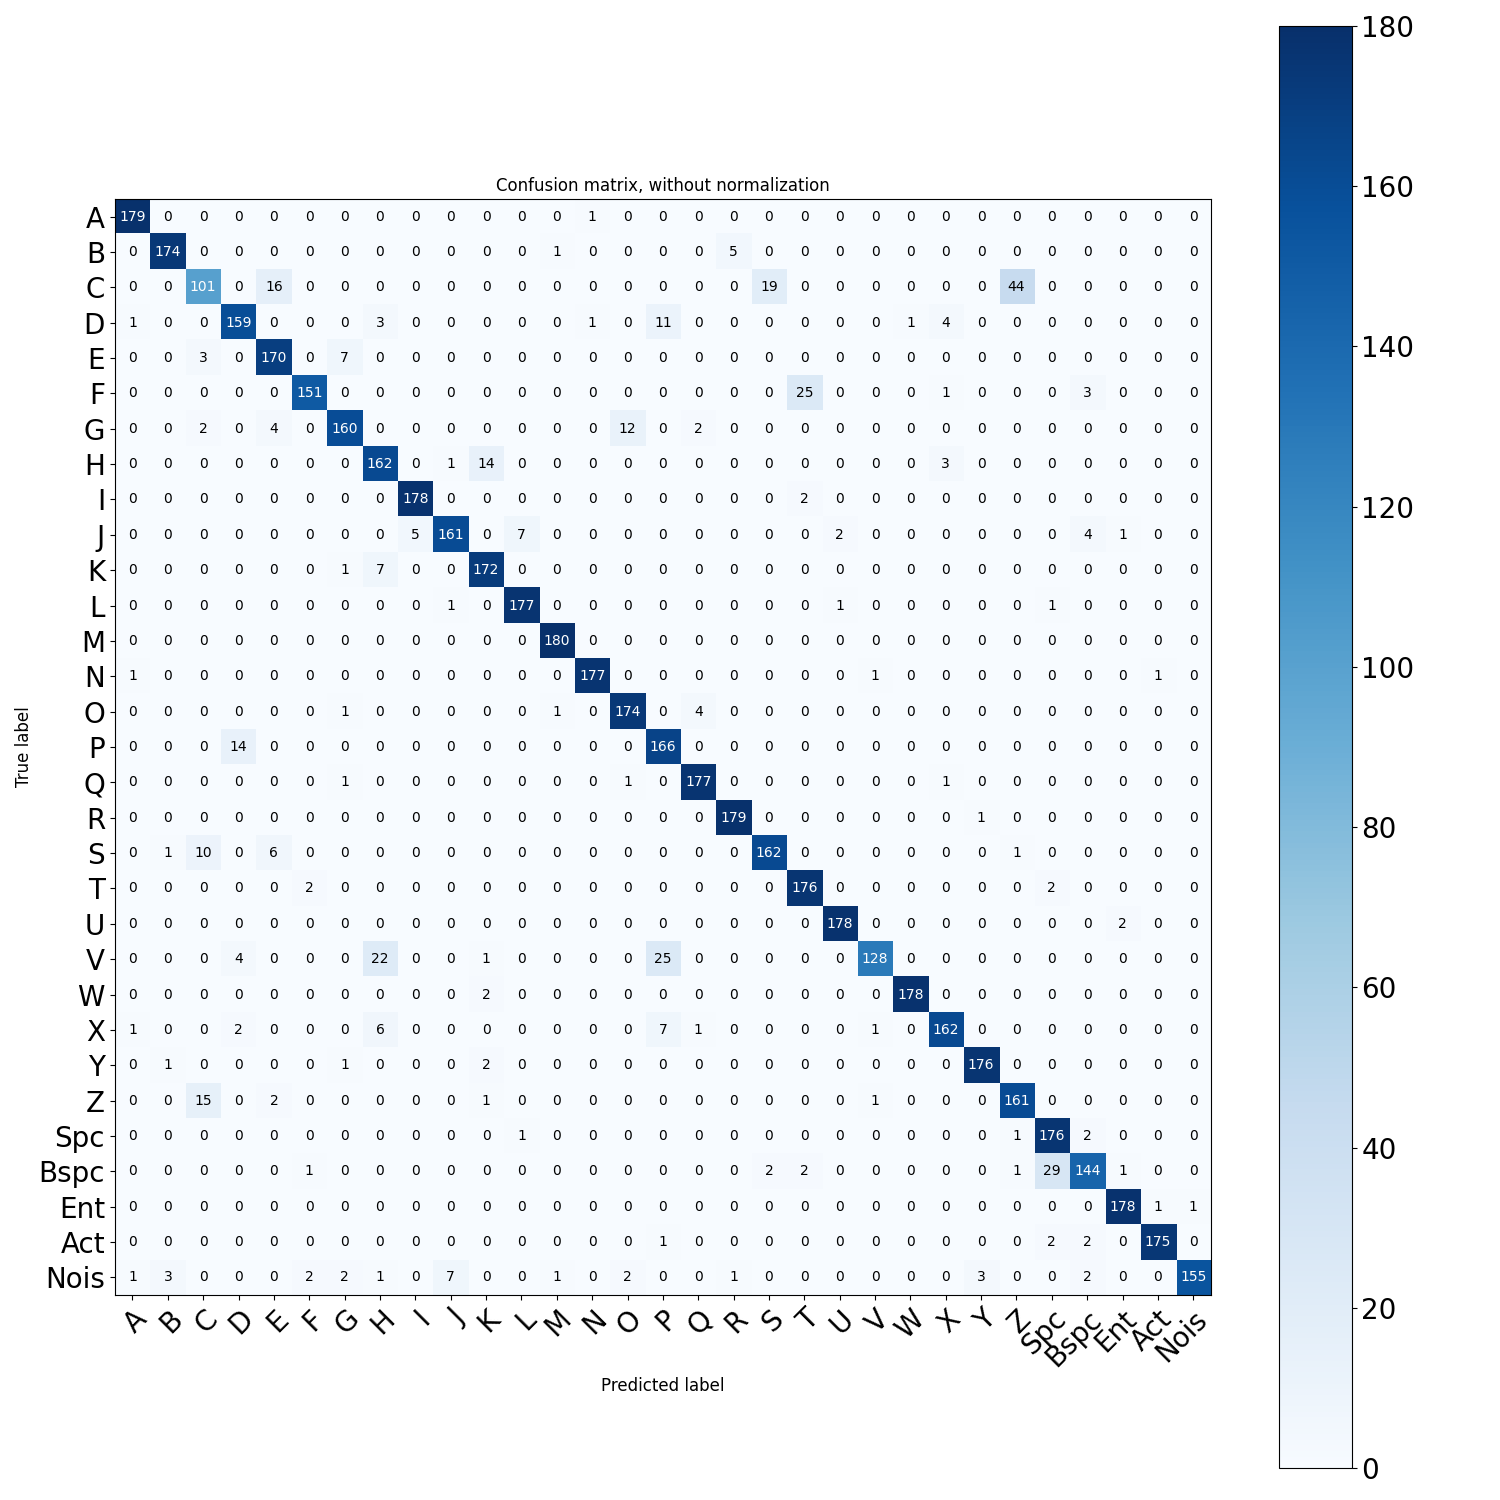 Confusion matrix, without normalization
A 179 0 0 0 0 0 0 0 0 0 0 0 0 1 0 0 0 0 0 0 0 0 0 0 0 0 0 0 0 0 0
B 0 174 0 0 0 0 0 0 0 0 0 0 1 0 0 0 0 5 0 0 0 0 0 0 0 0 0 0 0 0 0
C 0 0 101 0 16 0 0 0 0 0 0 0 0 0 0 0 0 0 19 0 0 0 0 0 0 44 0 0 0 0 0
D 1 0 0 159 0 0 0 3 0 0 0 0 0 1 0 11 0 0 0 0 0 0 1 4 0 0 0 0 0 0 0
E 0 0 3 0 170 0 7 0 0 0 0 0 0 0 0 0 0 0 0 0 0 0 0 0 0 0 0 0 0 0 0
F 0 0 0 0 0 151 0 0 0 0 0 0 0 0 0 0 0 0 0 25 0 0 0 1 0 0 0 3 0 0 0
G 0 0 2 0 4 0 160 0 0 0 0 0 0 0 12 0 2 0 0 0 0 0 0 0 0 0 0 0 0 0 0
H 0 0 0 0 0 0 0 162 0 1 14 0 0 0 0 0 0 0 0 0 0 0 0 3 0 0 0 0 0 0 0
I 0 0 0 0 0 0 0 0 178 0 0 0 0 0 0 0 0 0 0 2 0 0 0 0 0 0 0 0 0 0 0
J 0 0 0 0 0 0 0 0 5 161 0 7 0 0 0 0 0 0 0 0 2 0 0 0 0 0 0 4 1 0 0
K 0 0 0 0 0 0 1 7 0 0 172 0 0 0 0 0 0 0 0 0 0 0 0 0 0 0 0 0 0 0 0
L 0 0 0 0 0 0 0 0 0 1 0 177 0 0 0 0 0 0 0 0 1 0 0 0 0 0 1 0 0 0 0
M 0 0 0 0 0 0 0 0 0 0 0 0 180 0 0 0 0 0 0 0 0 0 0 0 0 0 0 0 0 0 0
N 1 0 0 0 0 0 0 0 0 0 0 0 0 177 0 0 0 0 0 0 0 1 0 0 0 0 0 0 0 1 0
O 0 0 0 0 0 0 1 0 0 0 0 0 1 0 174 0 4 0 0 0 0 0 0 0 0 0 0 0 0 0 0
P 0 0 0 14 0 0 0 0 0 0 0 0 0 0 0 166 0 0 0 0 0 0 0 0 0 0 0 0 0 0 0
Q 0 0 0 0 0 0 1 0 0 0 0 0 0 0 1 0 177 0 0 0 0 0 0 1 0 0 0 0 0 0 0
R 0 0 0 0 0 0 0 0 0 0 0 0 0 0 0 0 0 179 0 0 0 0 0 0 1 0 0 0 0 0 0
S 0 1 10 0 6 0 0 0 0 0 0 0 0 0 0 0 0 0 162 0 0 0 0 0 0 1 0 0 0 0 0
T 0 0 0 0 0 2 0 0 0 0 0 0 0 0 0 0 0 0 0 176 0 0 0 0 0 0 2 0 0 0 0
U 0 0 0 0 0 0 0 0 0 0 0 0 0 0 0 0 0 0 0 0 178 0 0 0 0 0 0 0 2 0 0
V 0 0 0 4 0 0 0 22 0 0 1 0 0 0 0 25 0 0 0 0 0 128 0 0 0 0 0 0 0 0 0
W 0 0 0 0 0 0 0 0 0 0 2 0 0 0 0 0 0 0 0 0 0 0 178 0 0 0 0 0 0 0 0
X 1 0 0 2 0 0 0 6 0 0 0 0 0 0 0 7 1 0 0 0 0 1 0 162 0 0 0 0 0 0 0
Y 0 1 0 0 0 0 1 0 0 0 2 0 0 0 0 0 0 0 0 0 0 0 0 0 176 0 0 0 0 0 0
Z 0 0 15 0 2 0 0 0 0 0 1 0 0 0 0 0 0 0 0 0 0 1 0 0 0 161 0 0 0 0 0
Spc 0 0 0 0 0 0 0 0 0 0 0 1 0 0 0 0 0 0 0 0 0 0 0 0 0 1 176 2 0 0 0
Bspc 0 0 0 0 0 1 0 0 0 0 0 0 0 0 0 0 0 0 2 2 0 0 0 0 0 1 29 144 1 0 0
Ent 0 0 0 0 0 0 0 0 0 0 0 0 0 0 0 0 0 0 0 0 0 0 0 0 0 0 0 0 178 1 1
Act 0 0 0 0 0 0 0 0 0 0 0 0 0 0 0 1 0 0 0 0 0 0 0 0 0 0 2 2 0 175 0
Nois 1 3 0 0 0 2 2 1 0 7 0 0 1 0 2 0 0 1 0 0 0 0 0 0 3 0 0 2 0 0 155
A B C D E F G H I J K L M N O P Q R S T U V W X Y Z Spc Bspc Ent Act Nois
True label
Predicted label
180
160
140
120
100
80
60
40
20
0